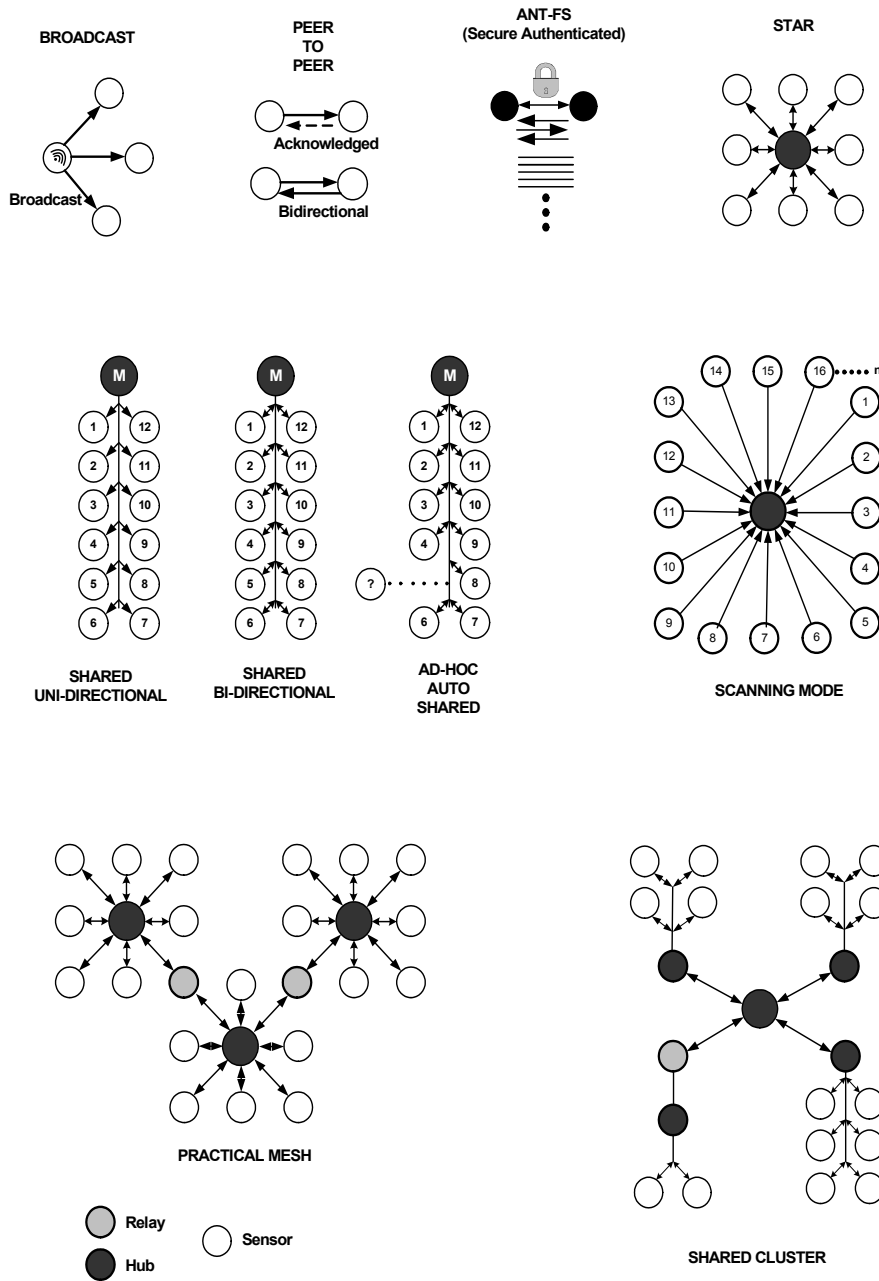 BROADCAST
Broadcast
PEER
TO
PEER
Acknowledged
Bidirectional
ANT-FS
(Secure Authenticated)
STAR
M
1 12
2 11
3 10
4 9
5 8
6 7
SHARED
UNI-DIRECTIONAL
M
1 12
2 11
3 10
4 9
5 8
6 7
SHARED
BI-DIRECTIONAL
M
1 12
2 11
3 10
4 9
? 8
6 7
AD-HOC
AUTO
SHARED
14 15 16 n
13 1
12 2
11 3
10 4
9 5
8 7 6
SCANNING MODE
PRACTICAL MESH
Relay
Hub
Sensor
SHARED CLUSTER